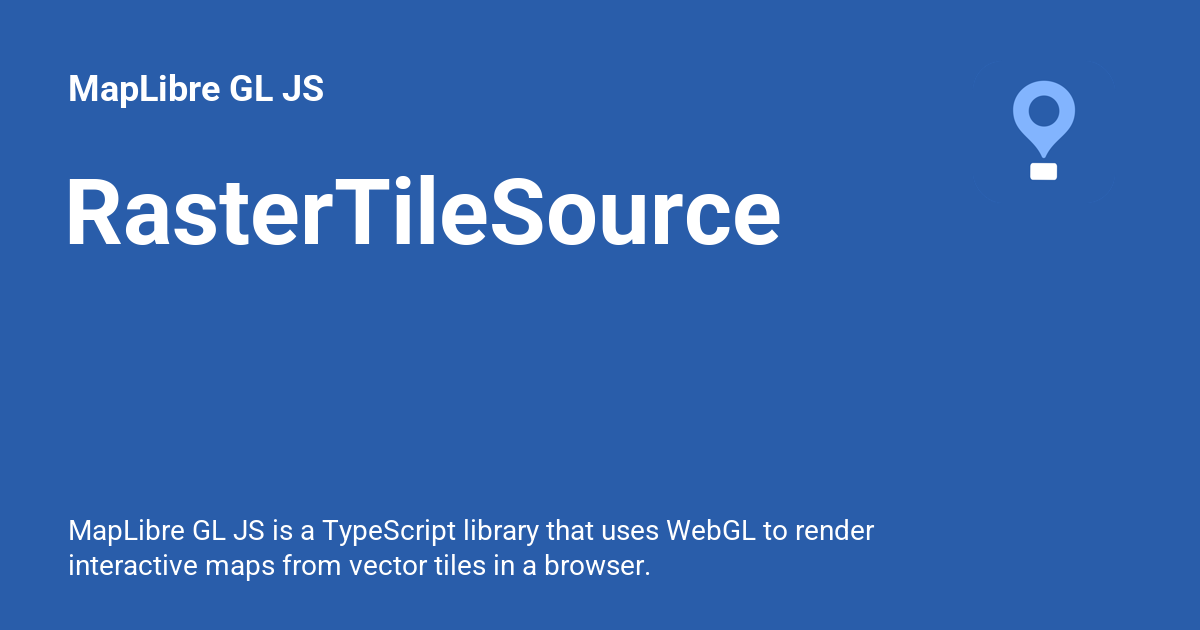 MapLibre GL JS
RasterTileSource
MapLibre GL JS is a TypeScript library that uses WebGL to render
interactive maps from vector tiles in a browser.